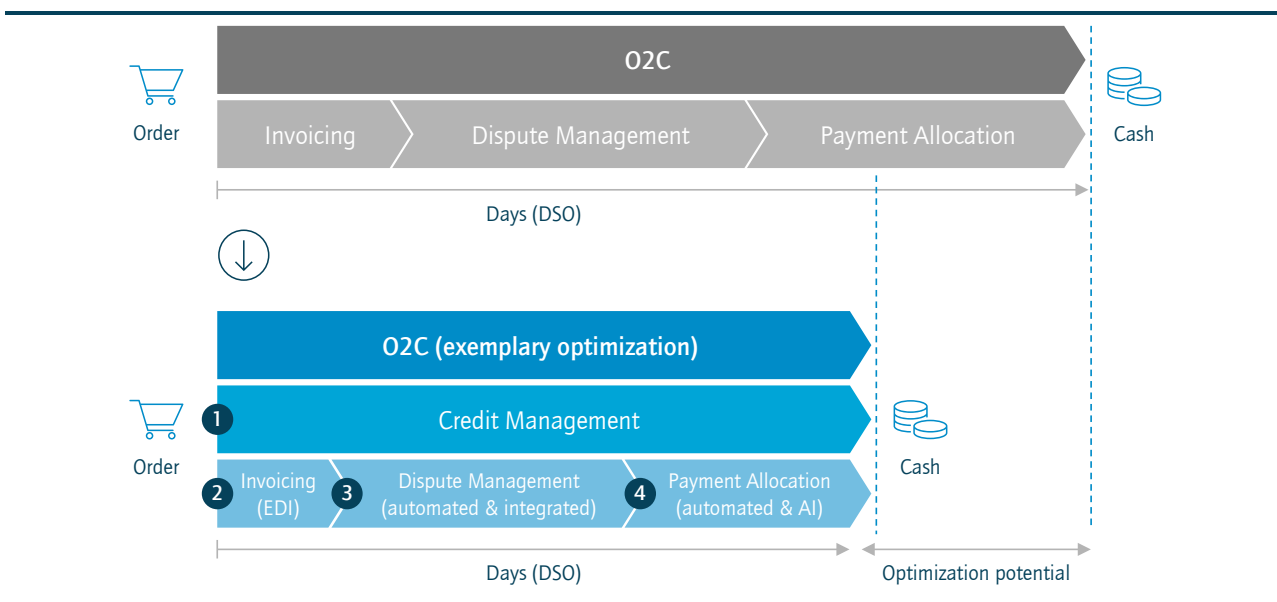 O2C
Order
Invoicing
Dispute Management
Payment Allocation
Cash
Days (DSO)
O2C (exemplary optimization)
1
Credit Management
Order
Cash
2
Invoicing
(EDI)
3
Dispute Management
(automated & integrated)
4
Payment Allocation
(automated & AI)
Days (DSO)
Optimization potential